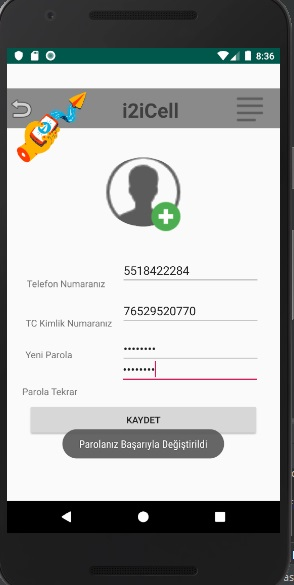 8:36
i2iCell
5518422284
Telefon Numaranız
76529520770
TC Kimlik Numaranız
Yeni Parola
Parola Tekrar
KAYDET
Parolanız Başarıyla Değiştirildi